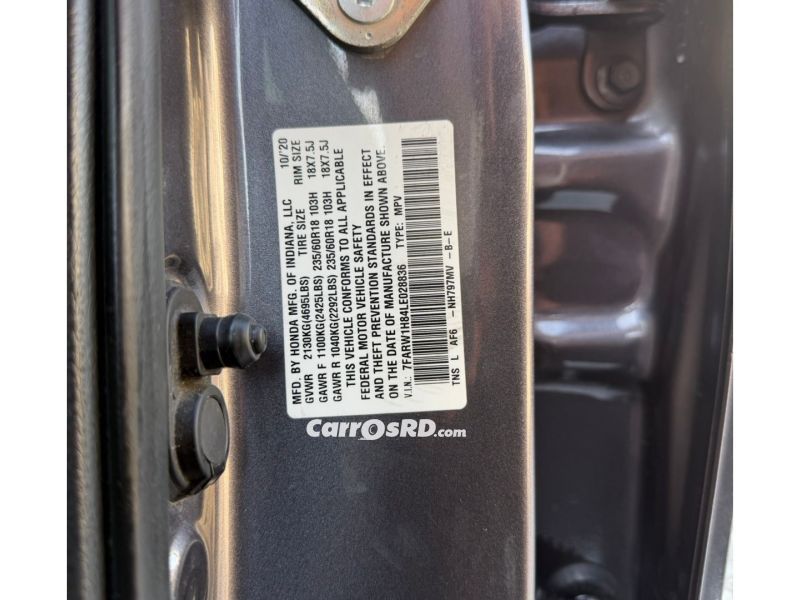 MFD. BY HONDA MFG. OF INDIANA, LLC 10/'20
GVWR 2130KG(4695LBS) TIRE SIZE RIM SIZE
GAWR F 1100KG(2425LBS) 235/60R18 103H 18X7.5J
GAWR R 1040KG(2292LBS) 235/60R18 103H 18X7.5J
THIS VEHICLE CONFORMS TO ALL APPLICABLE
FEDERAL MOTOR VEHICLE SAFETY
AND THEFT PREVENTION STANDARDS IN EFFECT
ON THE DATE OF MANUFACTURE SHOWN ABOVE.
V.I.N.: 7FARW1H84LE028836 TYPE: MPV
TNS L AF6 -NH797MV -B-E
CarrOsRD.com